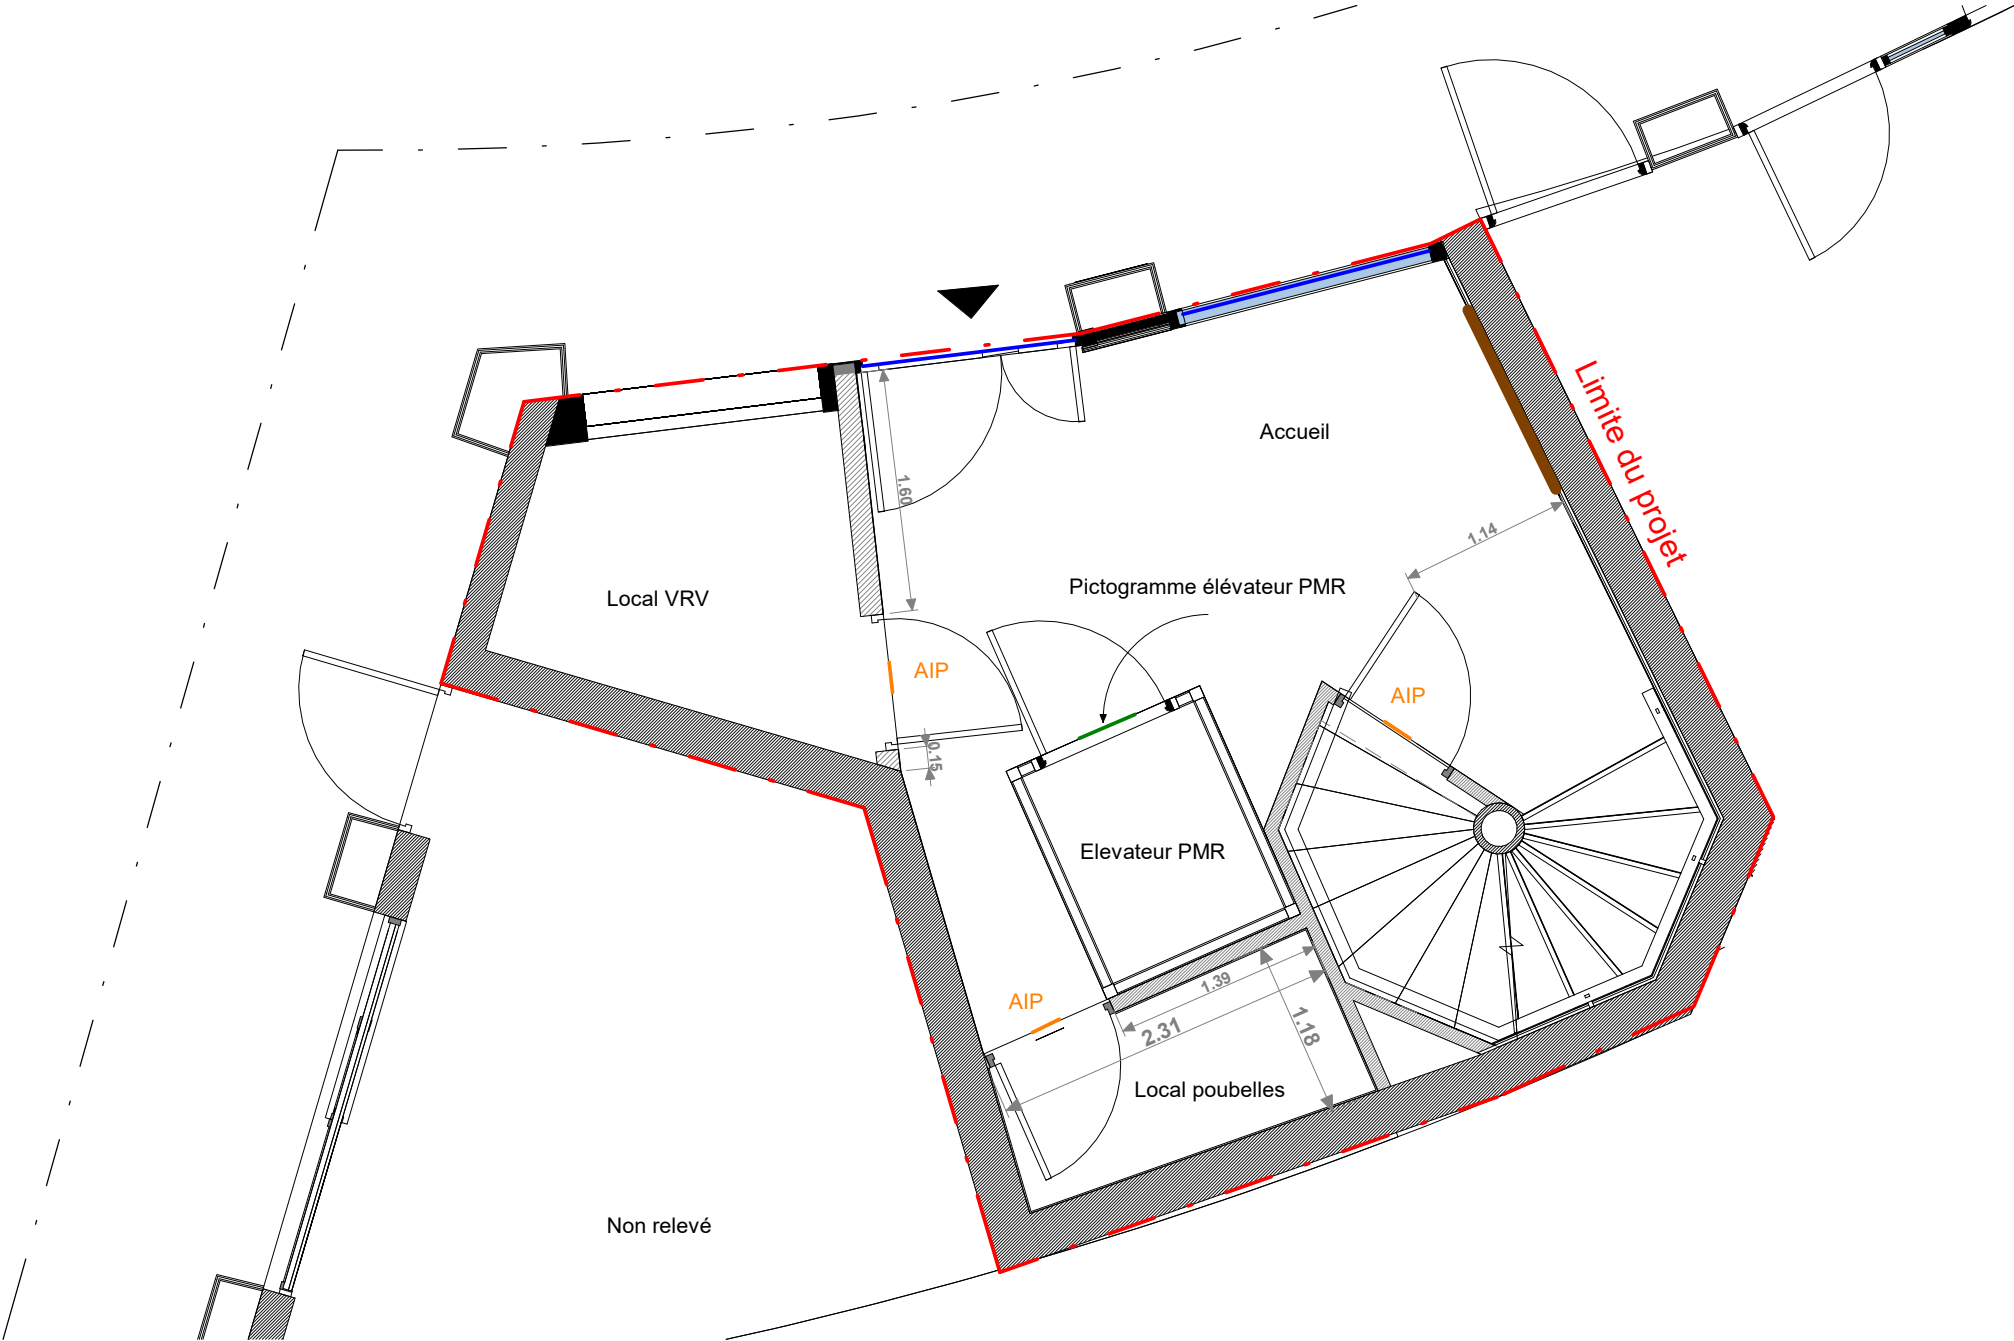 Limite du projet
Accueil
1.60
1.14
Pictogramme élévateur PMR
Local VRV
AIP
AIP
0.15
Elevateur PMR
AIP
1.39
2.31
1.18
Local poubelles
Non relevé